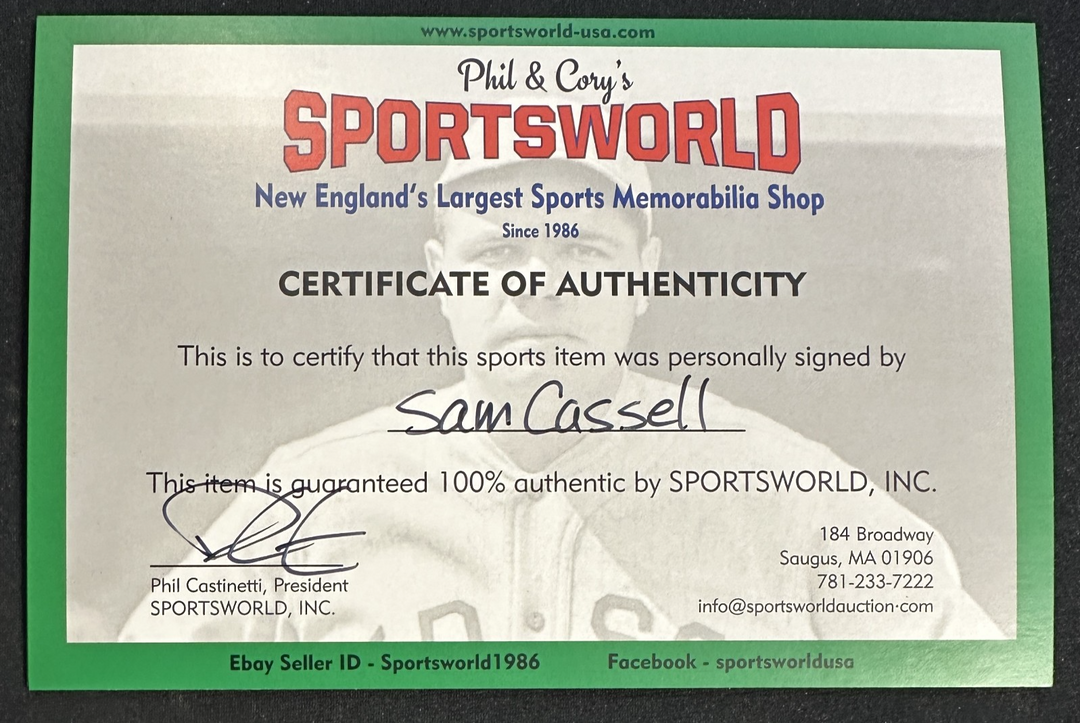 www.sportsworld-usa.com
Phil & Cory's
SPORTSWORLD
New England's Largest Sports Memorabilia Shop
Since 1986
CERTIFICATE OF AUTHENTICITY
This is to certify that this sports item was personally signed by
Sam Cassell
This item is guaranteed 100% authentic by SPORTSWORLD, INC.
Phil Castinetti, President
SPORTSWORLD, INC.
184 Broadway
Saugus, MA 01906
781-233-7222
info@sportsworldauction.com
Ebay Seller ID - Sportsworld1986
Facebook - sportsworldusa